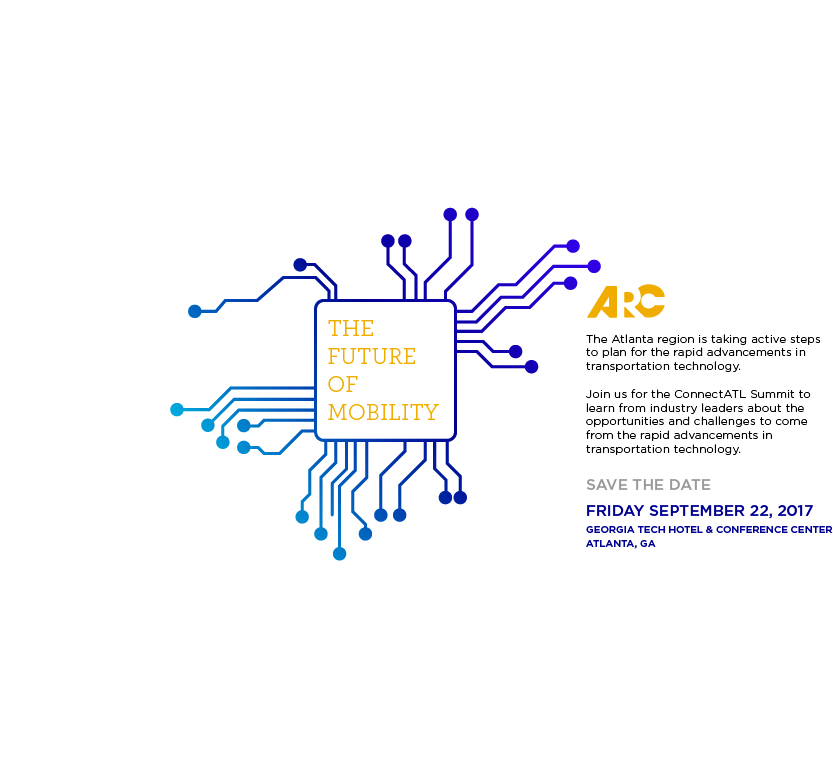 THE
FUTURE
OF
MOBILITY
ARC
The Atlanta region is taking active steps
to plan for the rapid advancements in
transportation technology.
Join us for the ConnectATL Summit to
learn from industry leaders about the
opportunities and challenges to come
from the rapid advancements in
transportation technology.
SAVE THE DATE
FRIDAY SEPTEMBER 22, 2017
GEORGIA TECH HOTEL & CONFERENCE CENTER
ATLANTA, GA